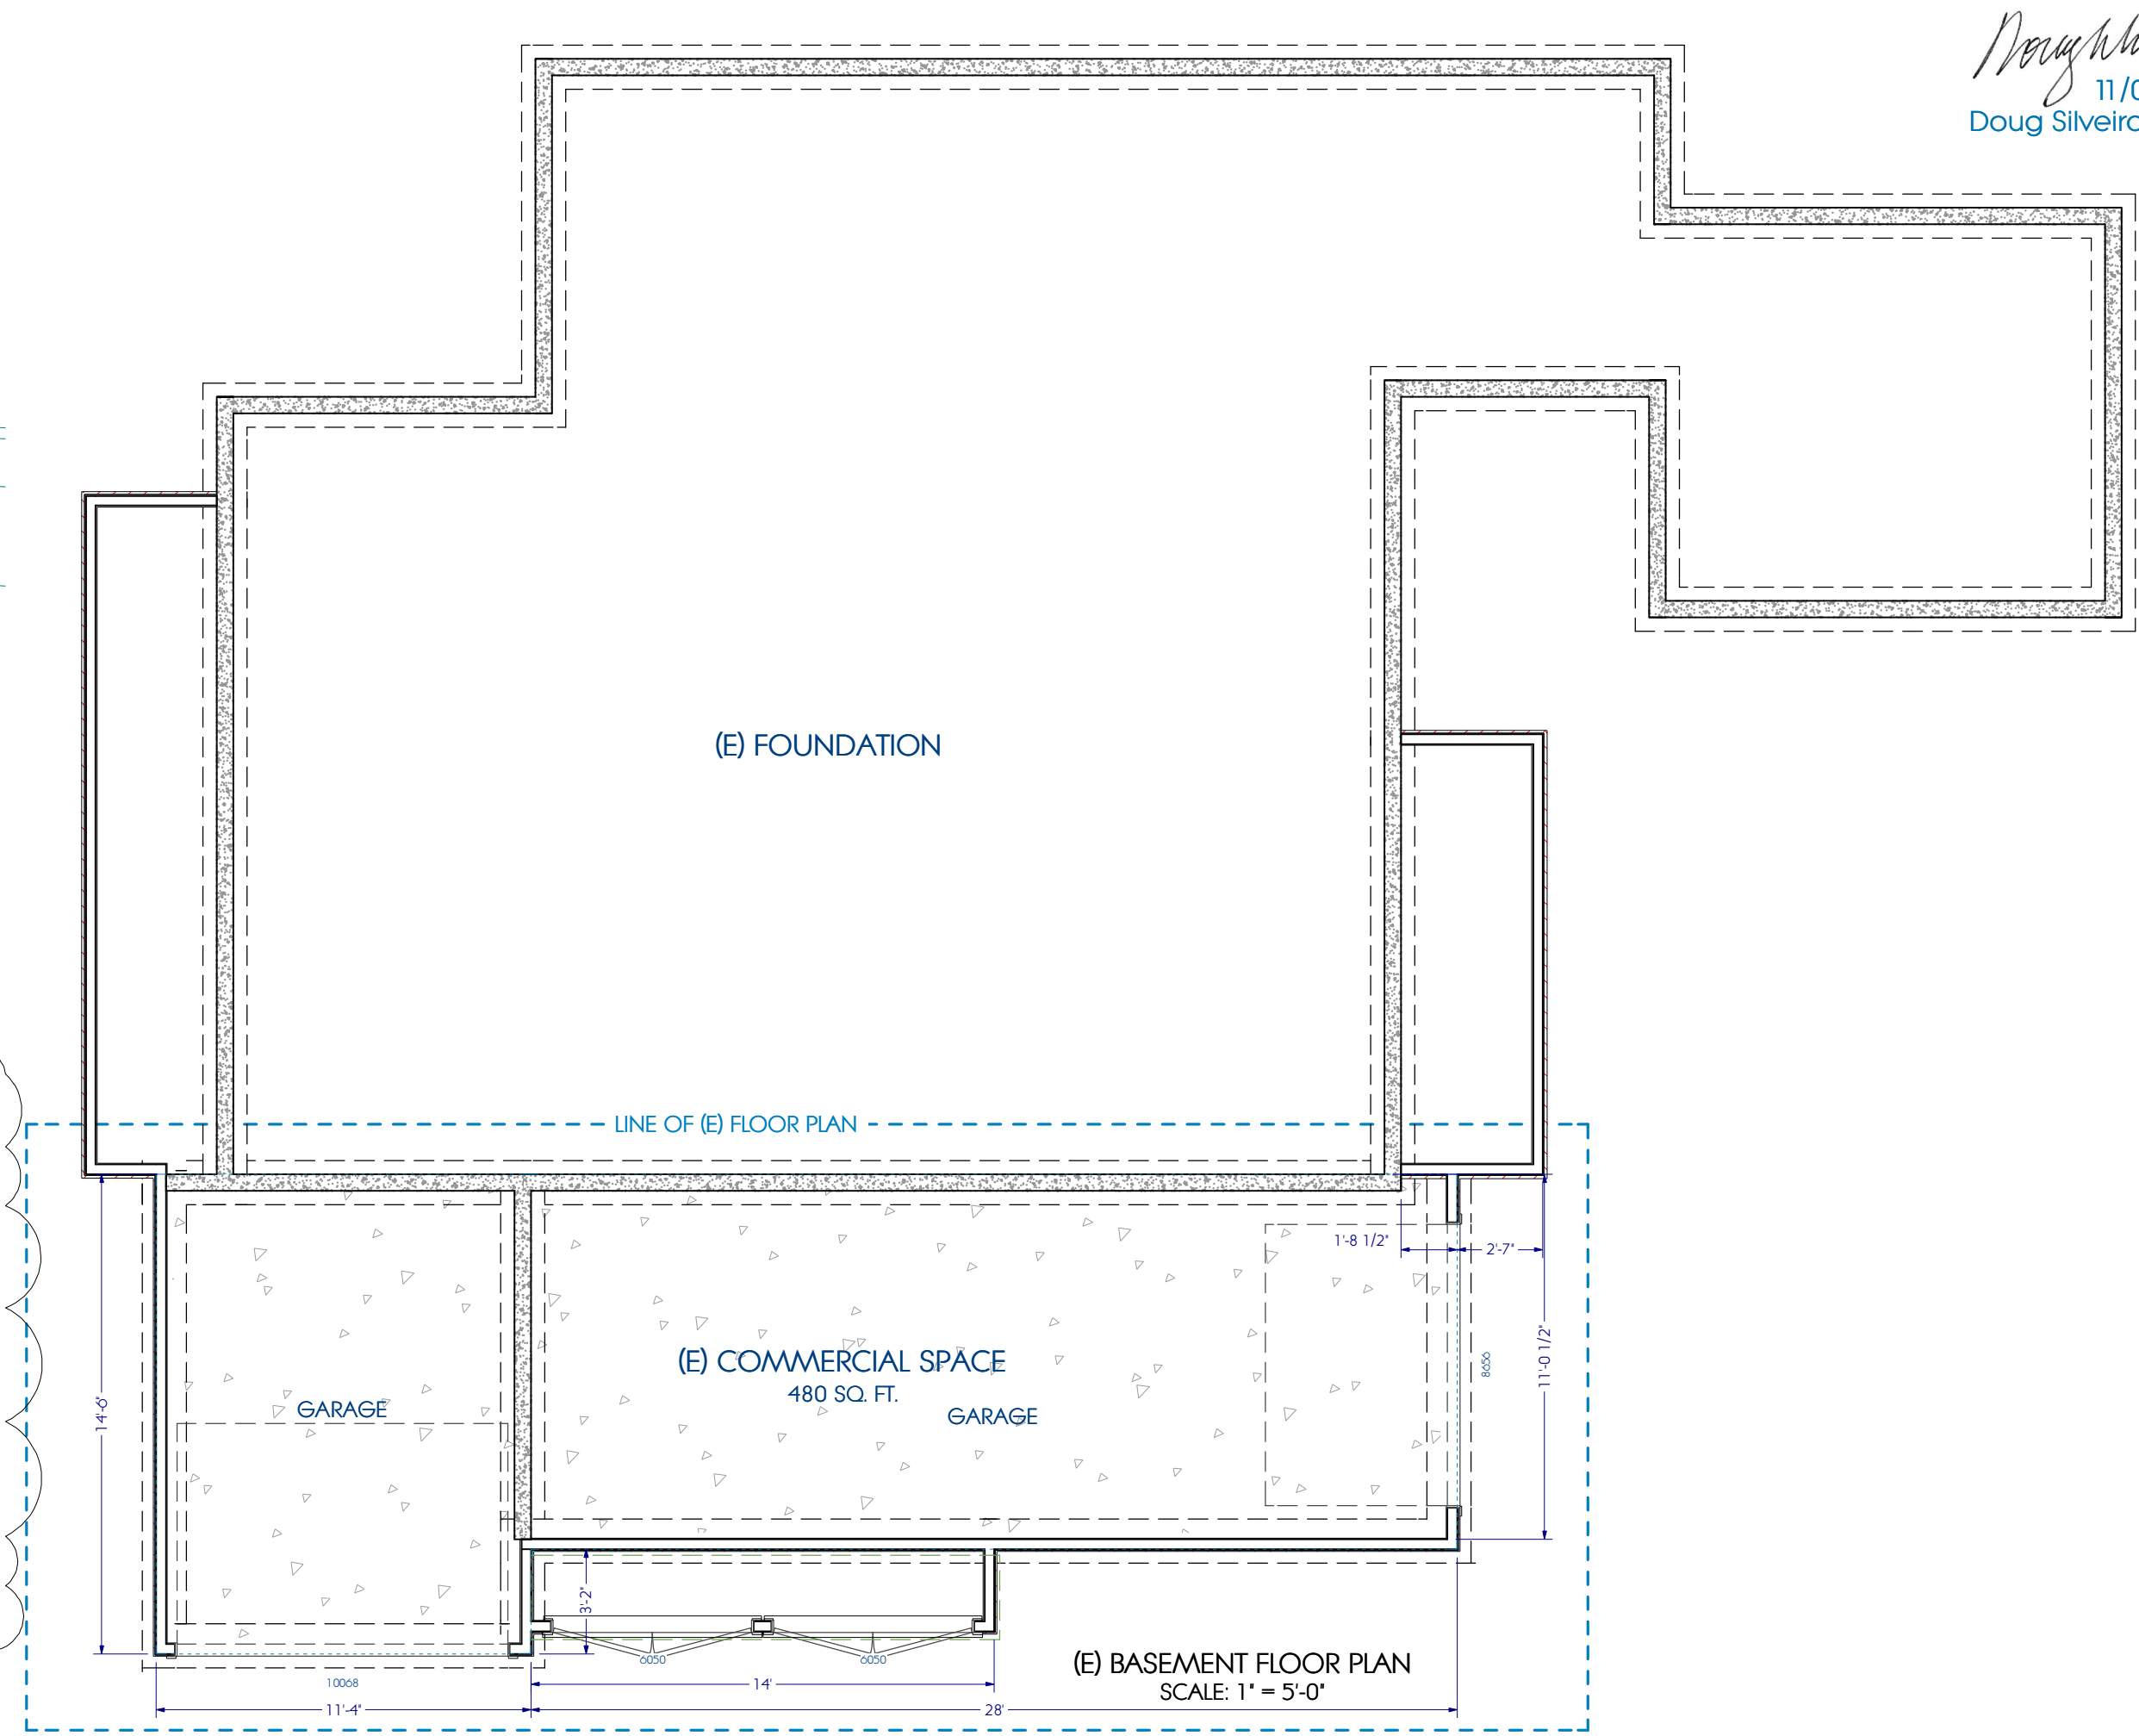 11/0
Doug Silveira
(E) FOUNDATION
LINE OF (E) FLOOR PLAN
1'-8 1/2"
2'-7"
11'-0 1/2"
8656
(E) COMMERCIAL SPACE
480 SQ. FT.
GARAGE
GARAGE
14'-6"
3'-2"
6050
6050
10068
14'
11'-4"
28'
(E) BASEMENT FLOOR PLAN
SCALE: 1" = 5'-0"